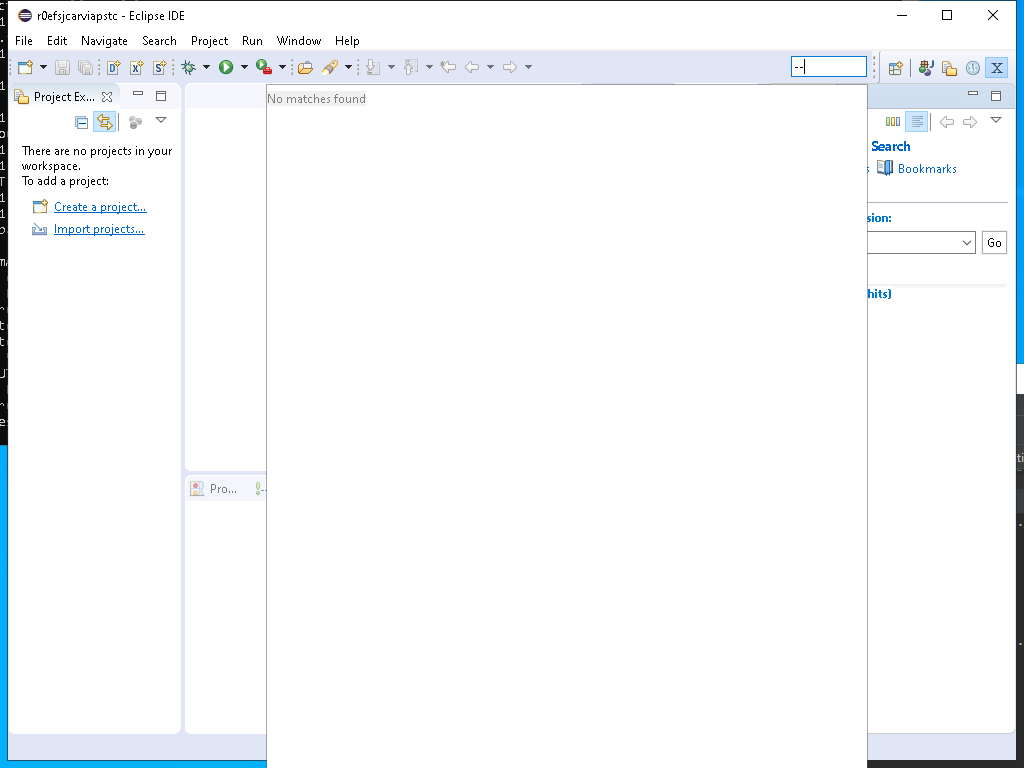 r0efsjcarviapstc - Eclipse IDE
File Edit Navigate Search Project Run Window Help
--
Project Ex...
No matches found
There are no projects in your
workspace.
To add a project:
Create a project...
Import projects...
Search
Bookmarks
sion:
Go
hits)
Pro...